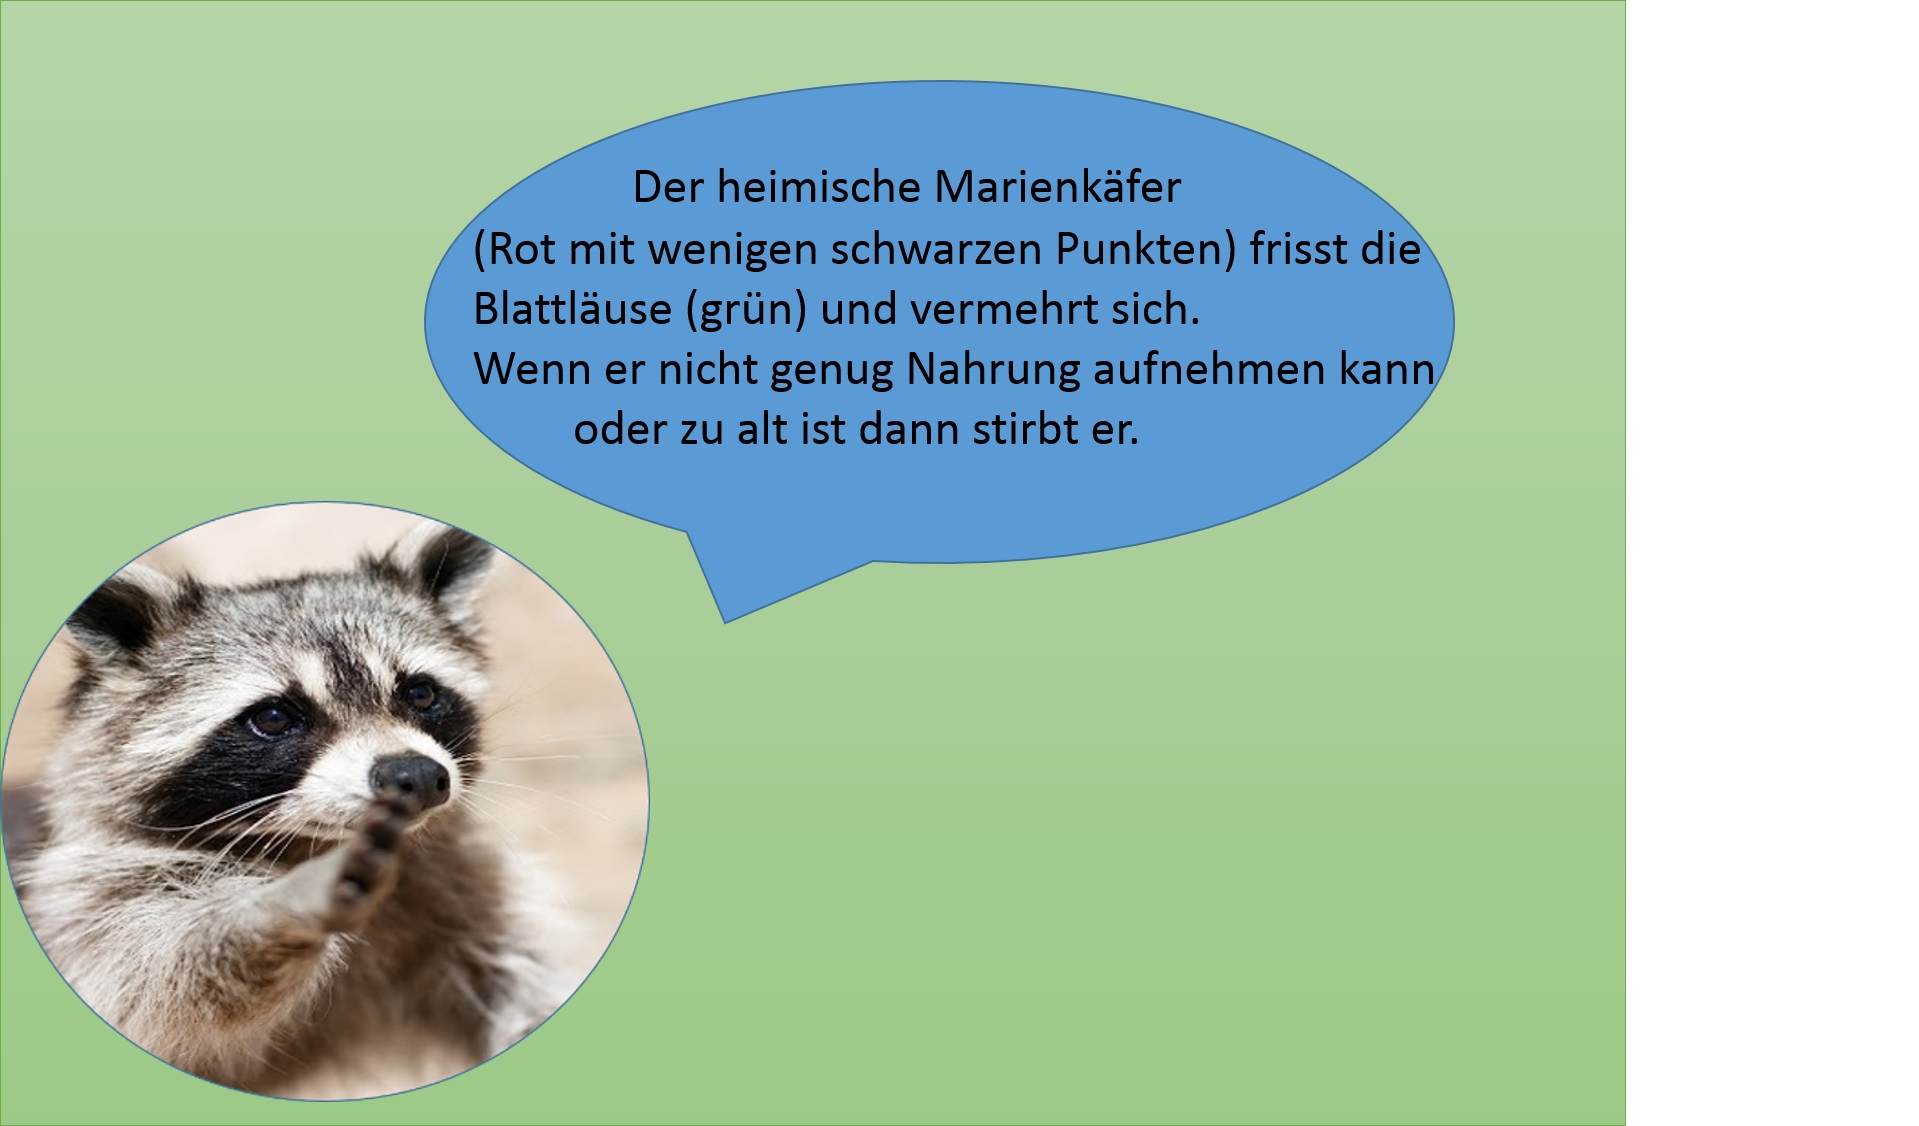 Der heimische Marienkäfer
(Rot mit wenigen schwarzen Punkten) frisst die
Blattläuse (grün) und vermehrt sich.
Wenn er nicht genug Nahrung aufnehmen kann
oder zu alt ist dann stirbt er.